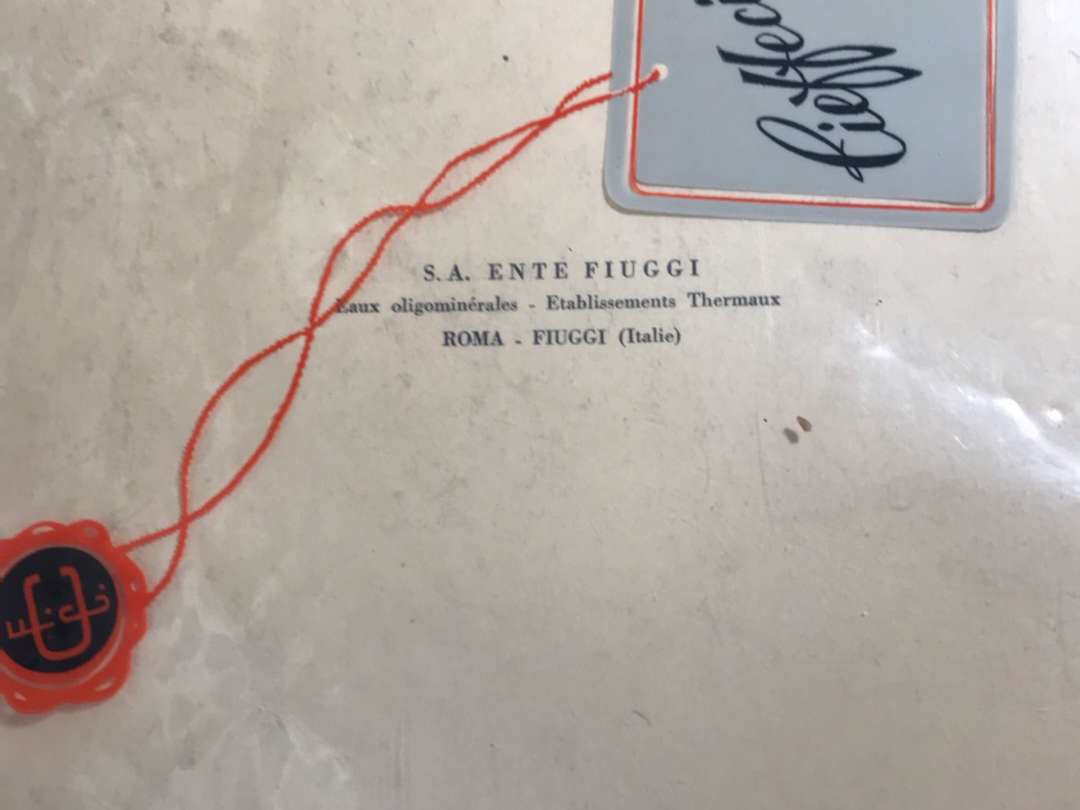 S. A. ENTE FIUGGI
Eaux oligominérales - Etablissements Thermaux
ROMA - FIUGGI (Italie)